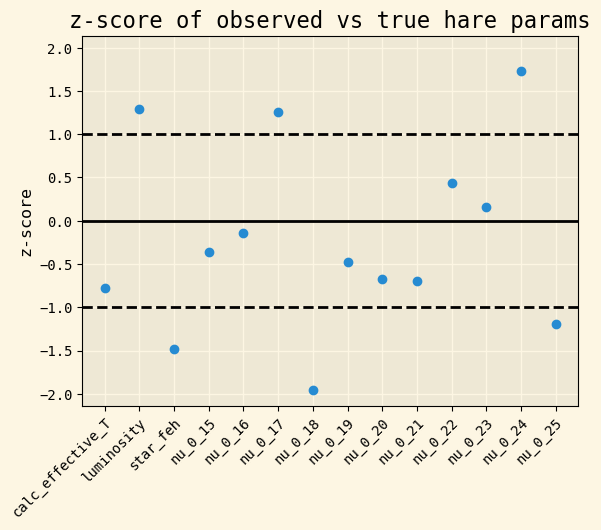 z-score of observed vs true hare params
z-score
2.0
1.5
1.0
0.5
0.0
−0.5
−1.0
−1.5
−2.0
calc_effective_T
luminosity
star_feh
nu_0_15
nu_0_16
nu_0_17
nu_0_18
nu_0_19
nu_0_20
nu_0_21
nu_0_22
nu_0_23
nu_0_24
nu_0_25